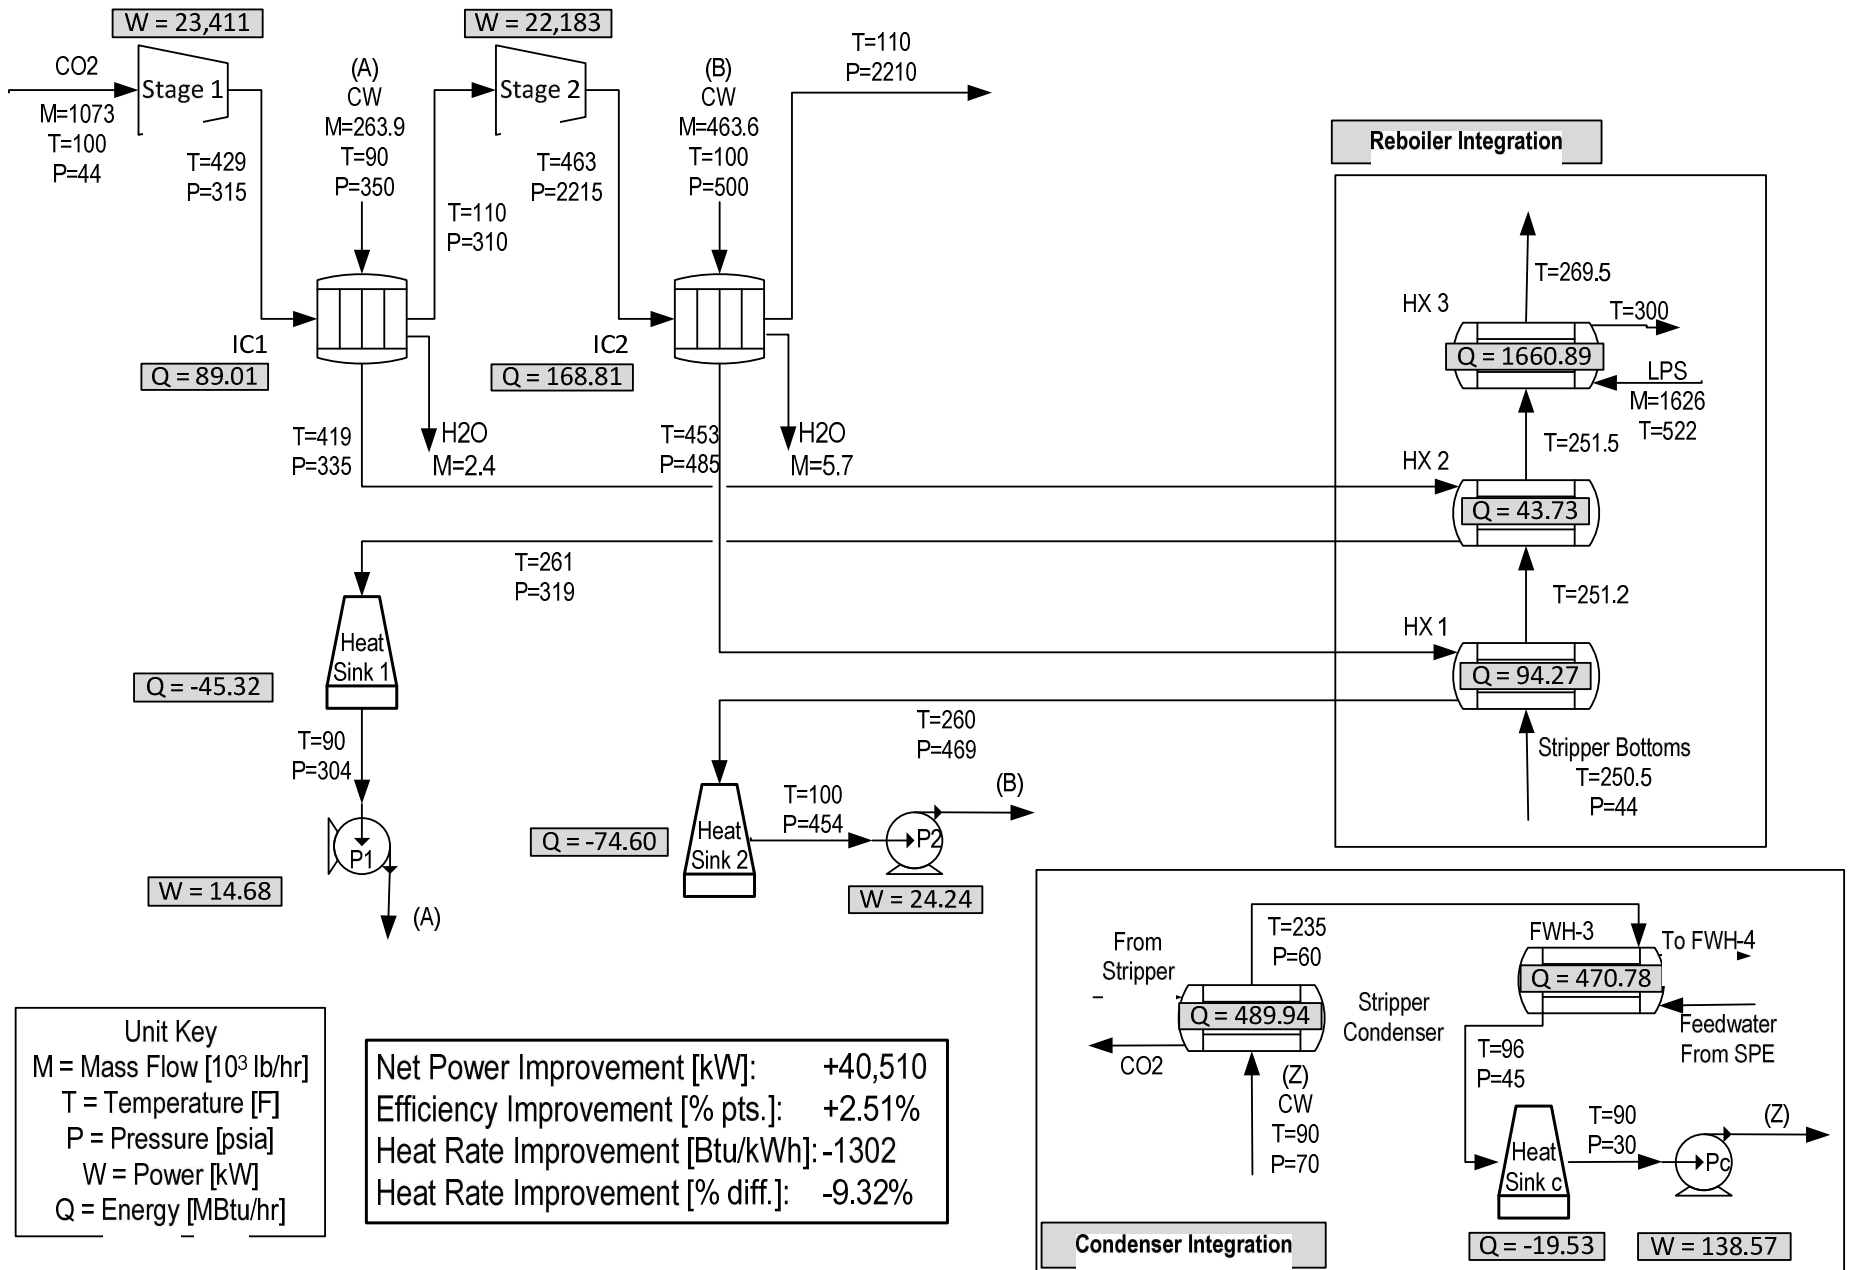 W = 23,411
CO2
M=1073
T=100
P=44
Stage 1
T=429
P=315
(A)
CW
M=263.9
T=90
P=350
T=110
P=310
W = 22,183
Stage 2
T=463
P=2215
(B)
CW
M=463.6
T=100
P=500
T=110
P=2210
IC1
Q = 89.01
T=419
P=335
H2O
M=2.4
IC2
Q = 168.81
T=453
P=485
H2O
M=5.7
Reboiler Integration
T=269.5
HX 3
T=300
Q = 1660.89
LPS
M=1626
T=522
T=251.5
HX 2
Q = 43.73
T=251.2
HX 1
Q = 94.27
Stripper Bottoms
T=250.5
P=44
T=261
P=319
Heat
Sink 1
Q = -45.32
T=90
P=304
P1
W = 14.68
(A)
T=260
P=469
Heat
Sink 2
Q = -74.60
T=100
P=454
P2
(B)
W = 24.24
From
Stripper
T=235
P=60
Q = 489.94
Stripper
Condenser
CO2
(Z)
CW
T=90
P=70
FWH-3
To FWH-4
Q = 470.78
Feedwater
From SPE
T=96
P=45
Heat
Sink c
T=90
P=30
Pc
(Z)
Q = -19.53
W = 138.57
Condenser Integration
Unit Key
M = Mass Flow [10³ lb/hr]
T = Temperature [F]
P = Pressure [psia]
W = Power [kW]
Q = Energy [MBtu/hr]
Net Power Improvement [kW]: +40,510
Efficiency Improvement [% pts.]: +2.51%
Heat Rate Improvement [Btu/kWh]: -1302
Heat Rate Improvement [% diff.]: -9.32%